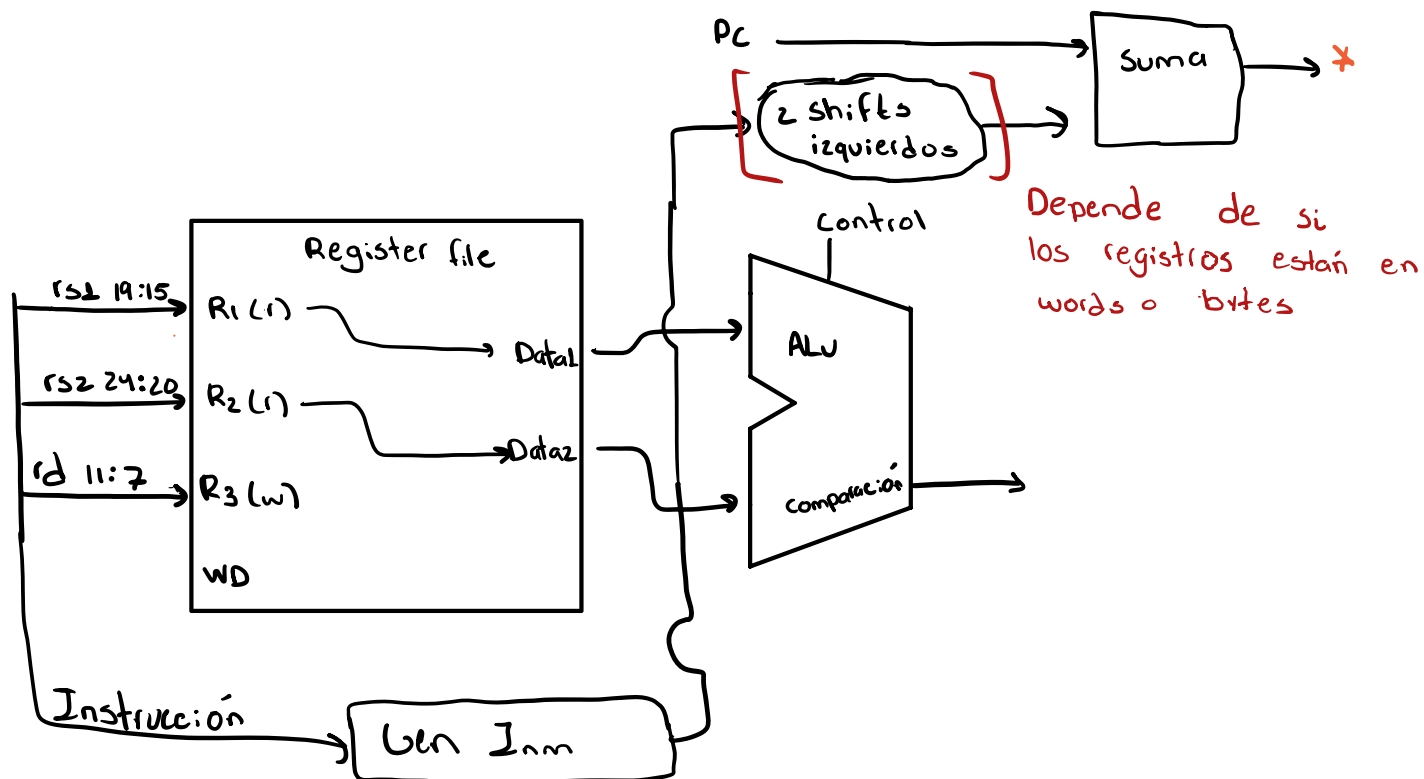 PC
Suma
*
2 shifts
izquierdos
Depende de si
los registros están en
words o bytes
control
Register file
rs1 19:15
R1(r)
Data1
ALU
rs2 24:20
R2(r)
Data2
rd 11:7
R3(w)
comparación
WD
Instrucción
Gen Inm